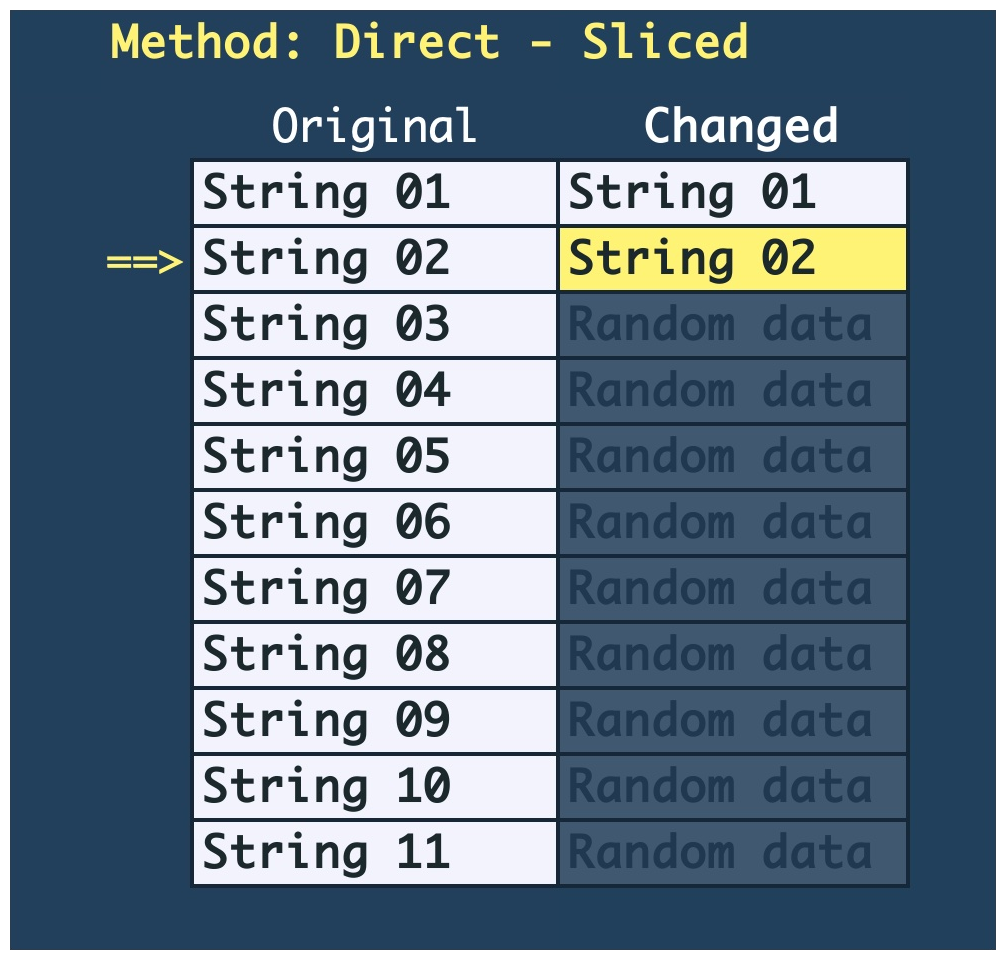 Method: Direct - Sliced
Original Changed
String 01 String 01
==> String 02 String 02
String 03 Random data
String 04 Random data
String 05 Random data
String 06 Random data
String 07 Random data
String 08 Random data
String 09 Random data
String 10 Random data
String 11 Random data